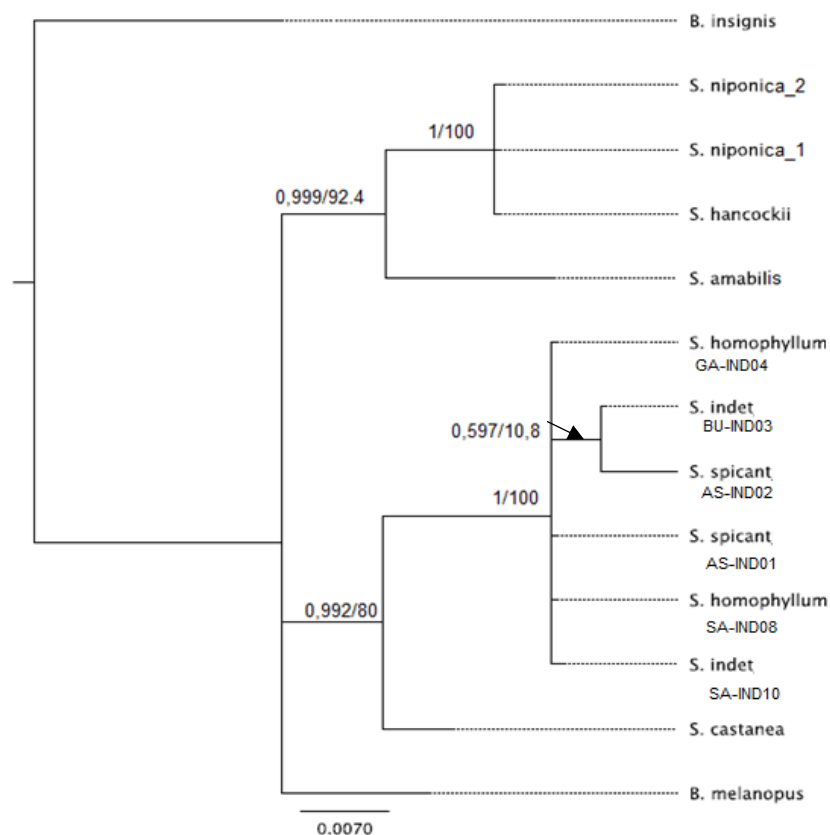 B. insignis
S. niponica_2
1/100
S. niponica_1
0,999/92.4
S. hancockii
S. amabilis
S. homophyllum
GA-IND04
S. indet
BU-IND03
0,597/10,8
S. spicant
AS-IND02
1/100
S. spicant
AS-IND01
S. homophyllum
SA-IND08
0,992/80
S. indet
SA-IND10
S. castanea
B. melanopus
0.0070